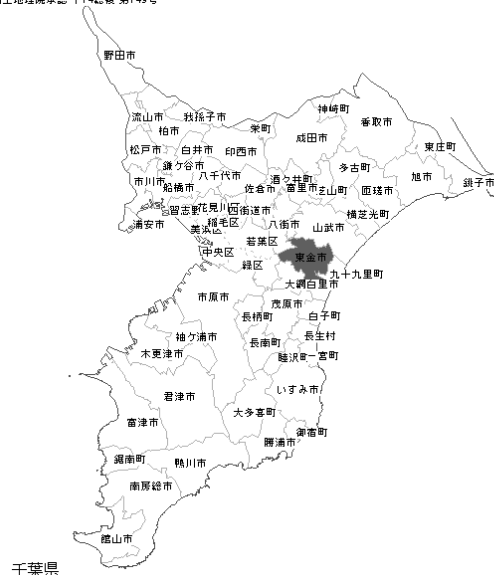 野田市
流山市 我孫子市 栄町 神崎町
柏市 成田市 香取市
松戸市 白井市 印西市 東庄町
鎌ケ谷市 八千代市 酒々井町 多古町 旭市 銚子市
市川市 船橋市 佐倉市 富里市 芝山町 匝瑳市
習志野 花見川区 四街道市 横芝光町
浦安市 美浜区 稲毛区 八街市 山武市
中央区 若葉区 東金市
緑区 九十九里町
大網白里市
市原市 茂原市
長柄町 白子町
袖ケ浦市 長南町 長生村
木更津市 睦沢町 一宮町
君津市 いすみ市
富津市 大多喜町
御宿町
鋸南町 鴨川市 勝浦市
南房総市
館山市
千葉県